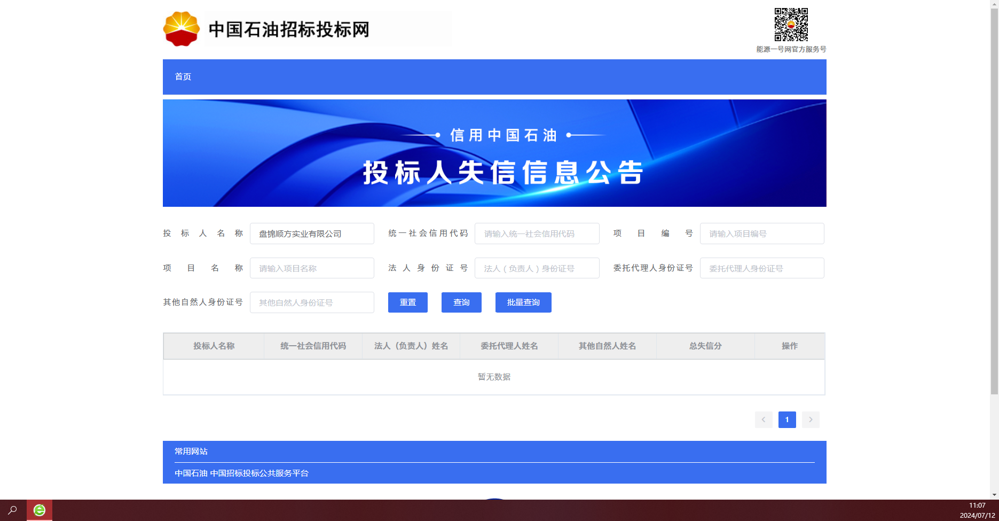 中国石油招标投标网
能源一号网官方服务号
首页
信用中国石油
投标人失信信息公告
投标人名称 盘锦顺方实业有限公司 统一社会信用代码 请输入统一社会信用代码 项目编号 请输入项目编号
项目名称 请输入项目名称 法人身份证号 法人（负责人）身份证号 委托代理人身份证号 委托代理人身份证号
其他自然人身份证号 其他自然人身份证号 重置 查询 批量查询
投标人名称 统一社会信用代码 法人（负责人）姓名 委托代理人姓名 其他自然人姓名 总失信分 操作
暂无数据
1
常用网站
中国石油 中国招标投标公共服务平台
11:07
2024/07/12